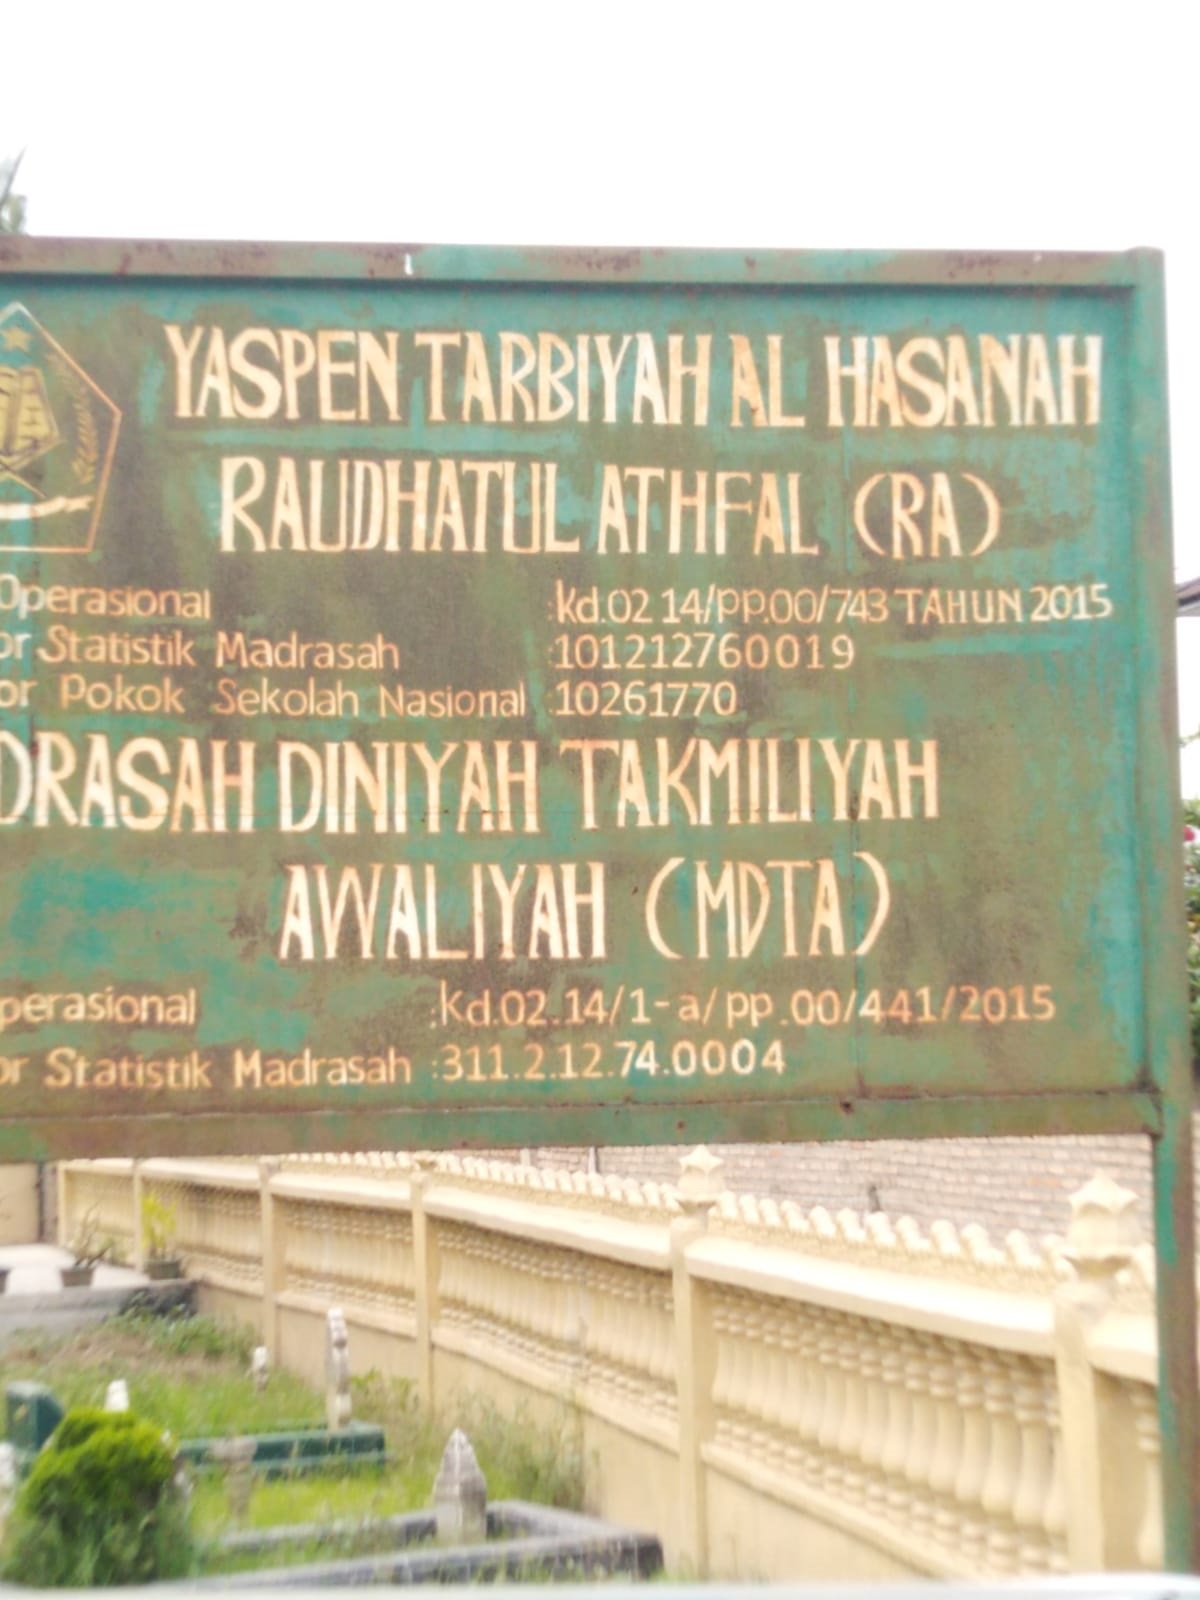 YASPEN TARBIYAH AL HASANAH
RAUDHATUL ATHFAL (RA)
Operasional :kd.02 14/pp.00/743 TAHUN 2015
or Statistik Madrasah :101212760019
or Pokok Sekolah Nasional :10261770
DRASAH DINIYAH TAKMILIYAH
AWALIYAH (MDTA)
perasional :kd.02.14/1-a/pp.00/441/2015
or Statistik Madrasah :311.2.12.74.0004